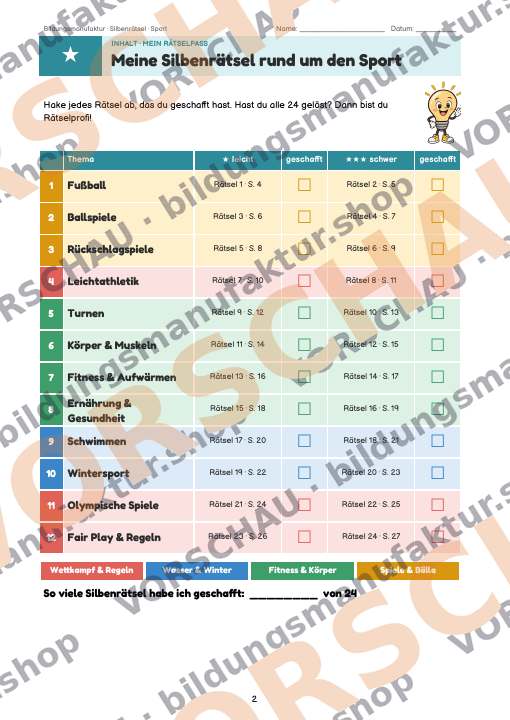 Bildungsmanufaktur · Silbenrätsel · Sport Name: ____________ Datum: ____________
INHALT · MEIN RÄTSELPASS
Meine Silbenrätsel rund um den Sport
Hake jedes Rätsel ab, das du geschafft hast. Hast du alle 24 gelöst? Dann bist du
Rätselprofi!
Thema ★ leicht geschafft ★★★ schwer geschafft
1 Fußball Rätsel 1 · S. 4 Rätsel 2 · S. 5
2 Ballspiele Rätsel 3 · S. 6 Rätsel 4 · S. 7
3 Rückschlagspiele Rätsel 5 · S. 8 Rätsel 6 · S. 9
4 Leichtathletik Rätsel 7 · S. 10 Rätsel 8 · S. 11
5 Turnen Rätsel 9 · S. 12 Rätsel 10 · S. 13
6 Körper & Muskeln Rätsel 11 · S. 14 Rätsel 12 · S. 15
7 Fitness & Aufwärmen Rätsel 13 · S. 16 Rätsel 14 · S. 17
8 Ernährung &
Gesundheit Rätsel 15 · S. 18 Rätsel 16 · S. 19
9 Schwimmen Rätsel 17 · S. 20 Rätsel 18 · S. 21
10 Wintersport Rätsel 19 · S. 22 Rätsel 20 · S. 23
11 Olympische Spiele Rätsel 21 · S. 24 Rätsel 22 · S. 25
12 Fair Play & Regeln Rätsel 23 · S. 26 Rätsel 24 · S. 27
Wettkampf & Regeln Wasser & Winter Fitness & Körper Spiele & Bälle
So viele Silbenrätsel habe ich geschafft: ________ von 24
2
VORSCHAU · bildungsmanufaktur.shop
VORSCHAU